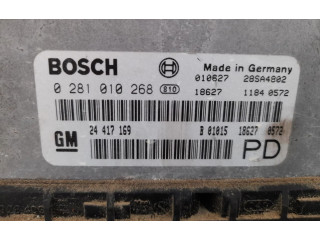 BOSCH
Made in Germany
010627 28SA4802
0 281 010 268 810
18627 1184 0572
GM
24 417 169
B 01015 18627 0572
PD